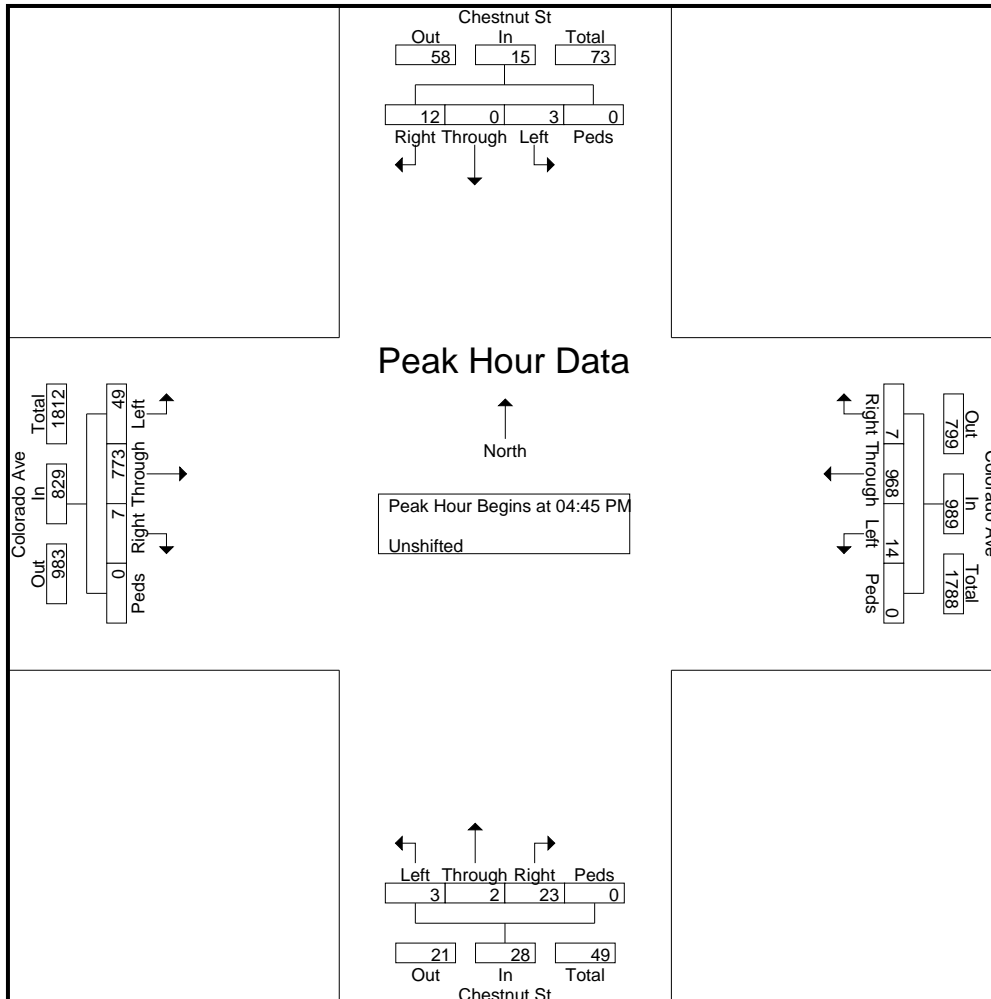 Chestnut St
Out In Total
58 15 73
12 0 3 0
Right Through Left Peds
Peak Hour Data
North
Peak Hour Begins at 04:45 PM
Unshifted
Colorado Ave
Total In Out
1812 829 983
49 773 7 0
Left Through Right Peds
Colorado Ave
Out In Total
799 989 1788
7 968 14 0
Right Through Left Peds
Left Through Right Peds
3 2 23 0
21 28 49
Out In Total
Chestnut St